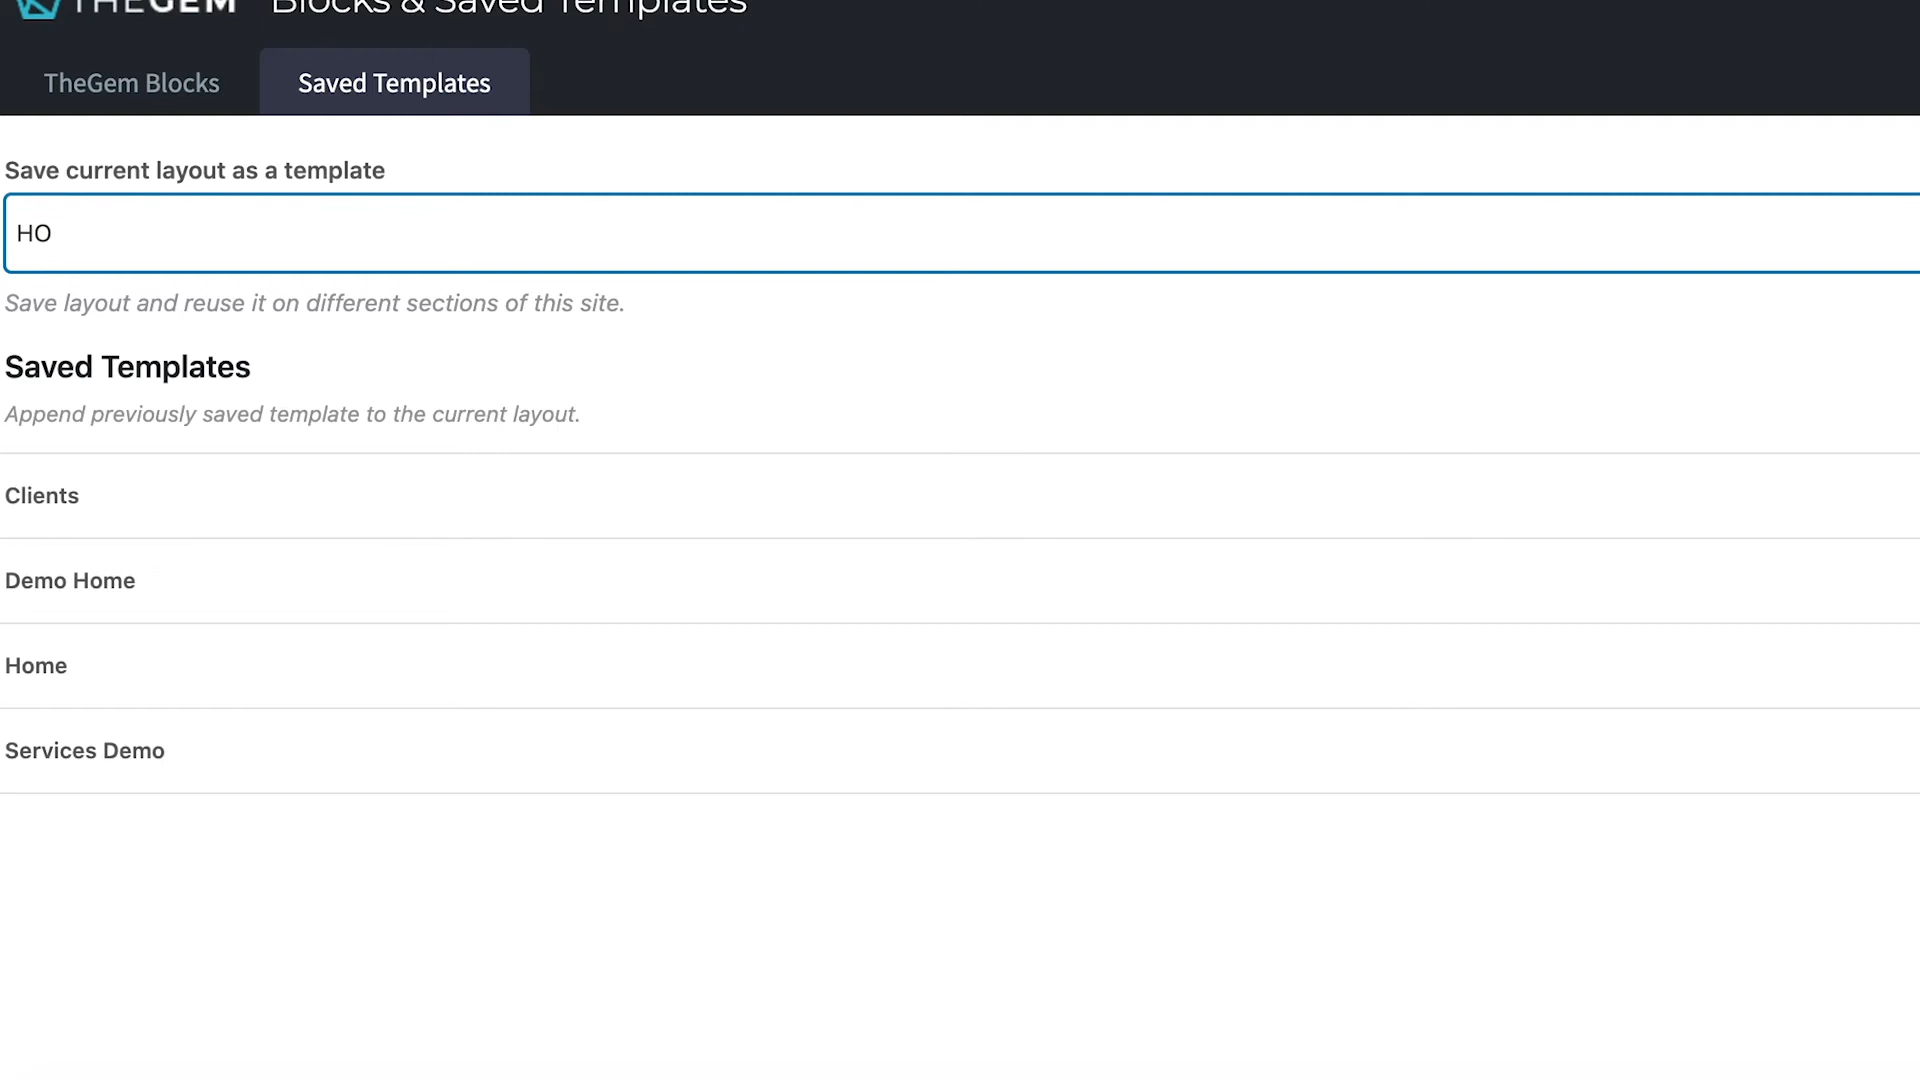 THEGEM Blocks & Saved Templates
TheGem Blocks Saved Templates
Save current layout as a template
HO
Save layout and reuse it on different sections of this site.
Saved Templates
Append previously saved template to the current layout.
Clients
Demo Home
Home
Services Demo